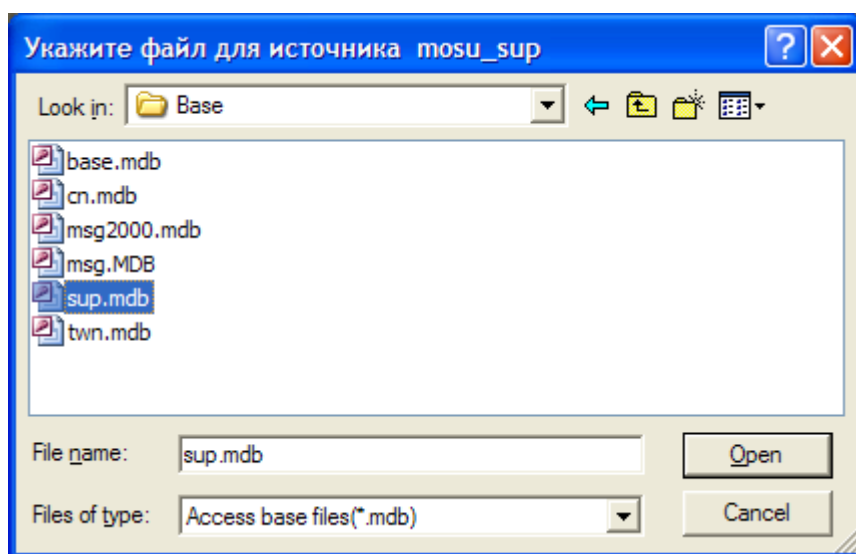 Укажите файл для источника mosu_sup
Look in: Base
base.mdb
cn.mdb
msg2000.mdb
msg.MDB
sup.mdb
twn.mdb
File name: sup.mdb Open
Files of type: Access base files(*.mdb) Cancel